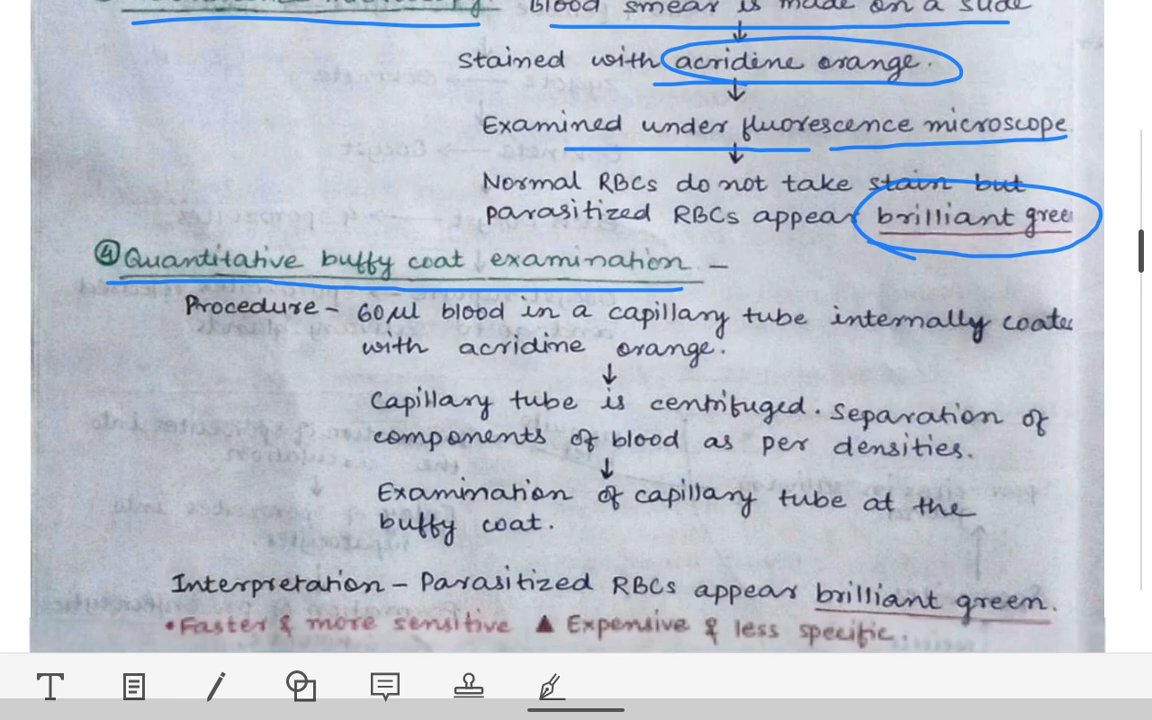 Blood smear is made on a slide
↓
Stained with acridine orange.
↓
Examined under fluorescence microscope
↓
Normal RBCs do not take stain but
parasitized RBCs appear brilliant gree
④ Quantitative buffy coat examination –
Procedure – 60μl blood in a capillary tube internally coate
with acridine orange.
↓
Capillary tube is centrifuged. Separation of
components of blood as per densities.
↓
Examination of capillary tube at the
buffy coat.
Interpretation – Parasitized RBCs appear brilliant green.
• Faster & more sensitive ▲ Expensive & less specific.
T